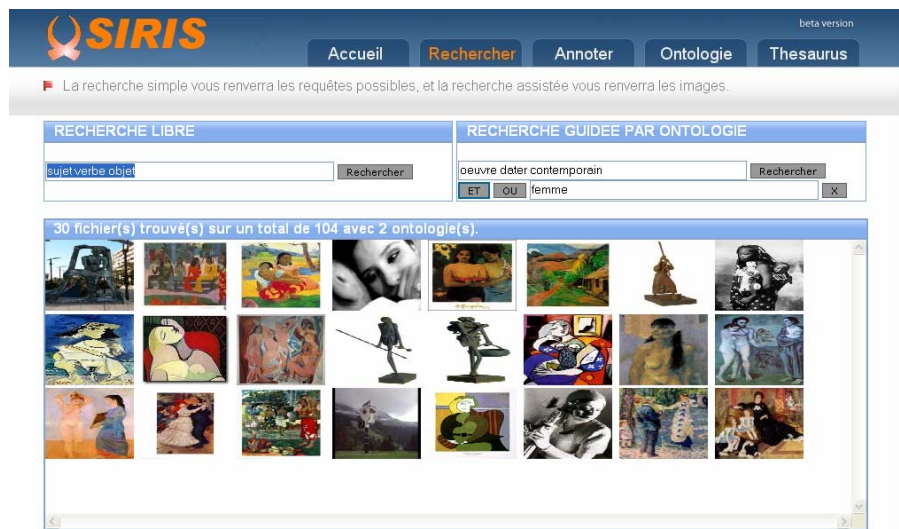 SIRIS
beta version
Accueil Rechercher Annoter Ontologie Thesaurus
La recherche simple vous renverra les requêtes possibles, et la recherche assistée vous renverra les images.
RECHERCHE LIBRE
sujet verbe objet Rechercher
RECHERCHE GUIDEE PAR ONTOLOGIE
oeuvre dater contemporain Rechercher
ET OU femme X
30 fichier(s) trouvé(s) sur un total de 104 avec 2 ontologie(s).